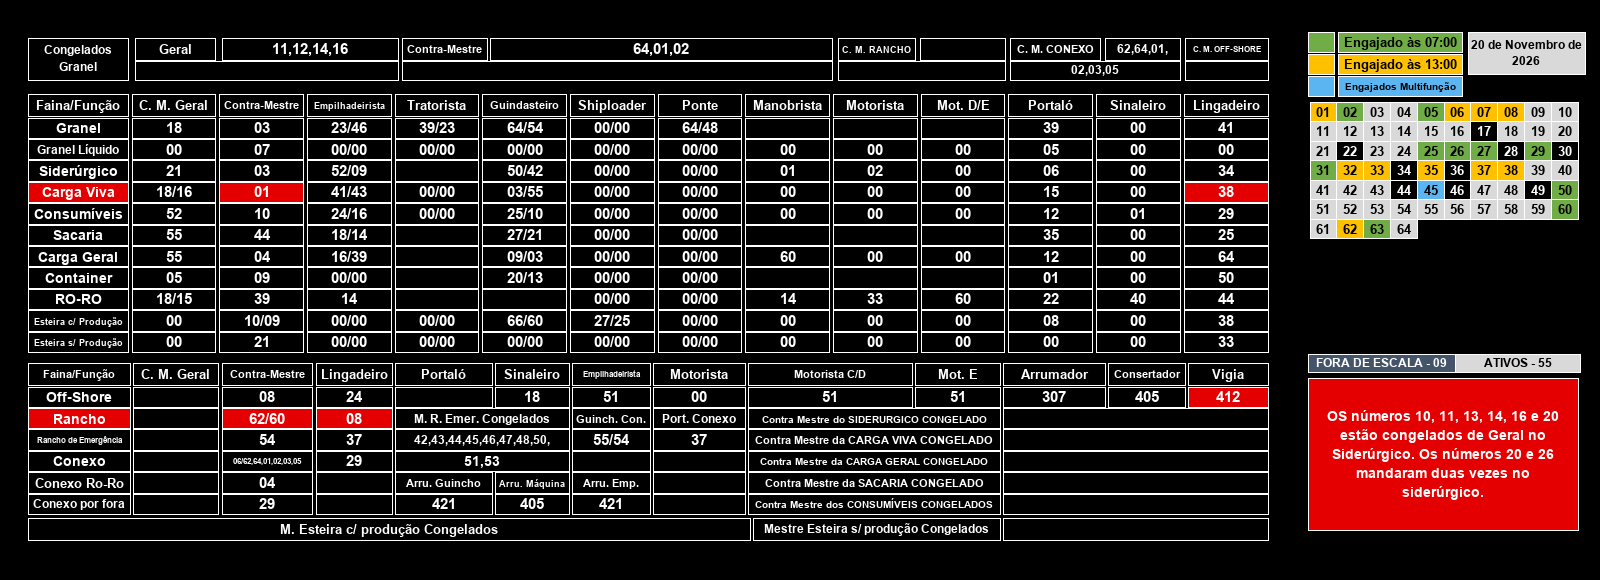 Congelados Granel Geral 11,12,14,16 Contra-Mestre 64,01,02 C. M. RANCHO C. M. CONEXO 62,64,01, C. M. OFF-SHORE
02,03,05
Faina/Função C. M. Geral Contra-Mestre Empilhadeirista Tratorista Guindasteiro Shiploader Ponte Manobrista Motorista Mot. D/E Portaló Sinaleiro Lingadeiro
Granel 18 03 23/46 39/23 64/54 00/00 64/48 39 00 41
Granel Líquido 00 07 00/00 00/00 00/00 00/00 00/00 00 00 00 05 00 00
Siderúrgico 21 03 52/09 50/42 00/00 00/00 01 02 00 06 00 34
Carga Viva 18/16 01 41/43 00/00 03/55 00/00 00/00 00 00 00 15 00 38
Consumíveis 52 10 24/16 00/00 25/10 00/00 00/00 00 00 00 12 01 29
Sacaria 55 44 18/14 27/21 00/00 00/00 35 00 25
Carga Geral 55 04 16/39 09/03 00/00 00/00 60 00 00 12 00 64
Container 05 09 00/00 20/13 00/00 00/00 01 00 50
RO-RO 18/15 39 14 00/00 00/00 14 33 60 22 40 44
Esteira c/ Produção 00 10/09 00/00 00/00 66/60 27/25 00/00 00 00 00 08 00 38
Esteira s/ Produção 00 21 00/00 00/00 00/00 00/00 00/00 00 00 00 00 00 33
Faina/Função C. M. Geral Contra-Mestre Lingadeiro Portaló Sinaleiro Empilhadeirista Motorista Motorista C/D Mot. E Arrumador Consertador Vigia
Off-Shore 08 24 18 51 00 51 51 307 405 412
Rancho 62/60 08 M. R. Emer. Congelados Guinch. Con. Port. Conexo Contra Mestre do SIDERURGICO CONGELADO
Rancho de Emergência 54 37 42,43,44,45,46,47,48,50, 55/54 37 Contra Mestre da CARGA VIVA CONGELADO
Conexo 06/62,64,01,02,03,05 29 51,53 Contra Mestre da CARGA GERAL CONGELADO
Conexo Ro-Ro 04 Arru. Guincho Arru. Máquina Arru. Emp. Contra Mestre da SACARIA CONGELADO
Conexo por fora 29 421 405 421 Contra Mestre dos CONSUMÍVEIS CONGELADOS
M. Esteira c/ produção Congelados Mestre Esteira s/ produção Congelados
Engajado às 07:00
Engajado às 13:00
Engajados Multifunção
20 de Novembro de
2026
01 02 03 04 05 06 07 08 09 10
11 12 13 14 15 16 17 18 19 20
21 22 23 24 25 26 27 28 29 30
31 32 33 34 35 36 37 38 39 40
41 42 43 44 45 46 47 48 49 50
51 52 53 54 55 56 57 58 59 60
61 62 63 64
FORA DE ESCALA - 09 ATIVOS - 55
OS números 10, 11, 13, 14, 16 e 20
estão congelados de Geral no
Siderúrgico. Os números 20 e 26
mandaram duas vezes no
siderúrgico.